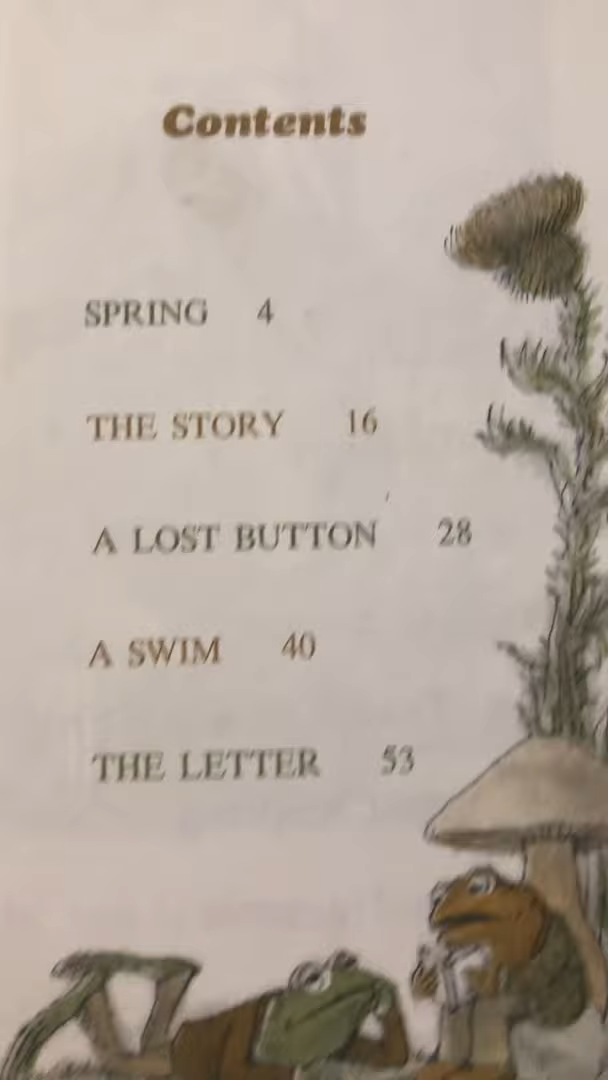 Contents
SPRING 4
THE STORY 16
A LOST BUTTON 28
A SWIM 40
THE LETTER 53